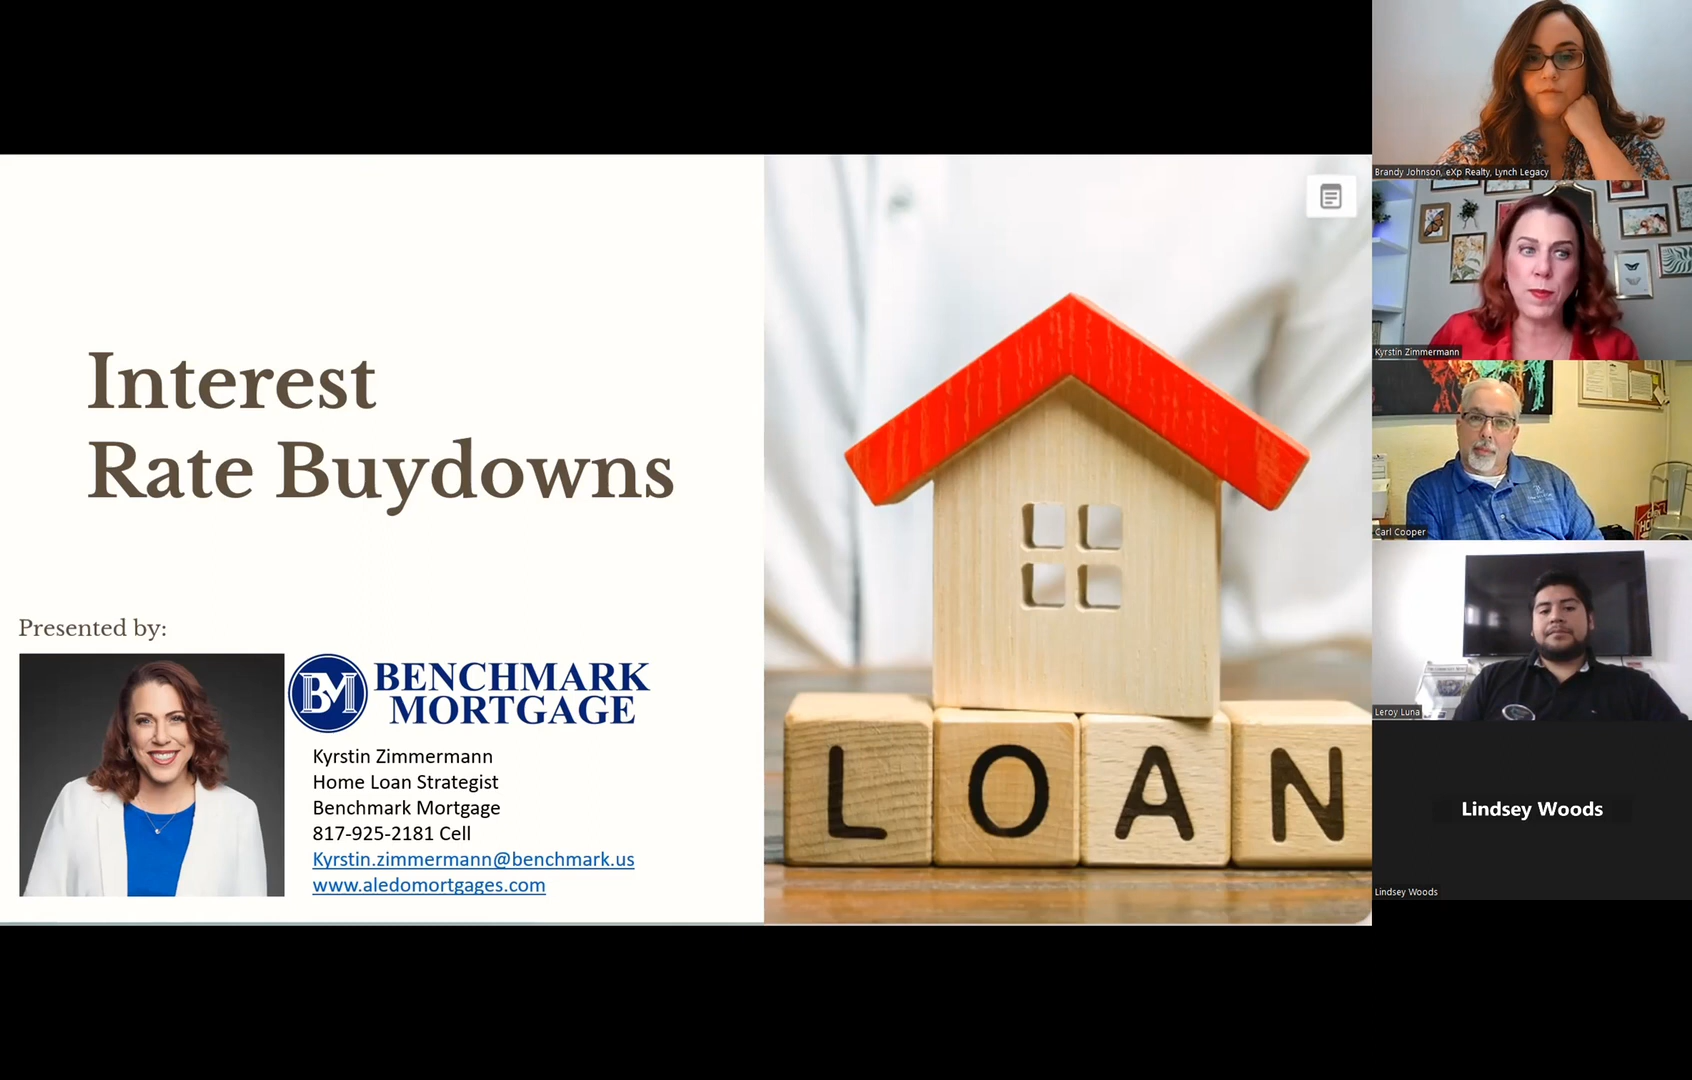 Interest
Rate Buydowns
Presented by:
BM
BENCHMARK
MORTGAGE
Kyrstin Zimmermann
Home Loan Strategist
Benchmark Mortgage
817-925-2181 Cell
Kyrstin.zimmermann@benchmark.us
www.aledomortgages.com
LOAN
Brandy Johnson, eXp Realty, Lynch Legacy
Kyrstin Zimmermann
Carl Cooper
Leroy Luna
Lindsey Woods
Lindsey Woods